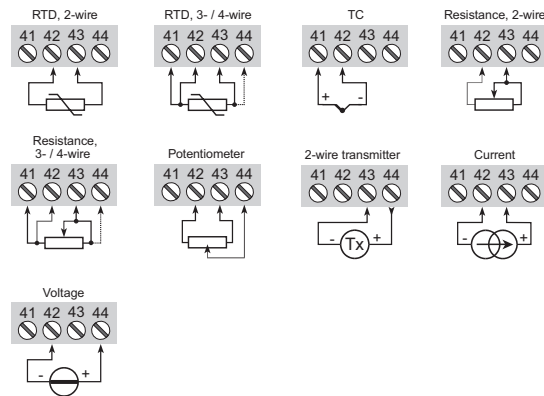 RTD, 2-wire
41 42 43 44
RTD, 3- / 4-wire
41 42 43 44
TC
41 42 43 44
+ -
Resistance, 2-wire
41 42 43 44
Resistance,
3- / 4-wire
41 42 43 44
Potentiometer
41 42 43 44
2-wire transmitter
41 42 43 44
- Tx +
Current
41 42 43 44
- +
Voltage
41 42 43 44
- +